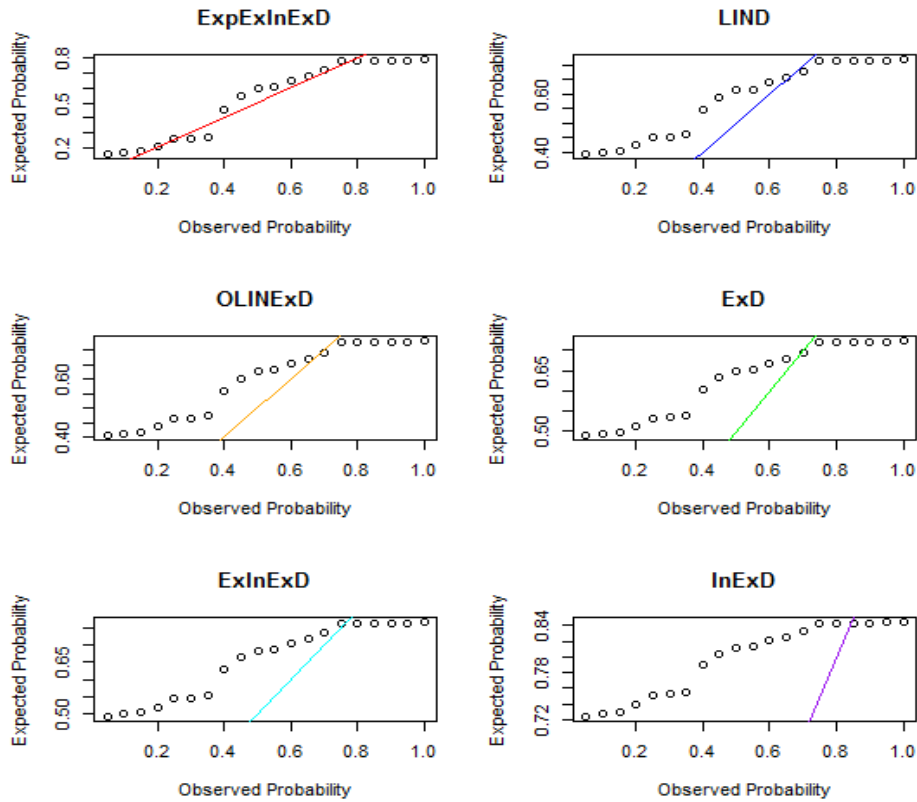 ExpExInExD
Expected Probability
0.2 0.5 0.8
0.2 0.4 0.6 0.8 1.0
Observed Probability
LIND
Expected Probability
0.40 0.60
0.2 0.4 0.6 0.8 1.0
Observed Probability
OLINExD
Expected Probability
0.40 0.60
0.2 0.4 0.6 0.8 1.0
Observed Probability
ExD
Expected Probability
0.50 0.65
0.2 0.4 0.6 0.8 1.0
Observed Probability
ExInExD
Expected Probability
0.50 0.65
0.2 0.4 0.6 0.8 1.0
Observed Probability
InExD
Expected Probability
0.72 0.78 0.84
0.2 0.4 0.6 0.8 1.0
Observed Probability